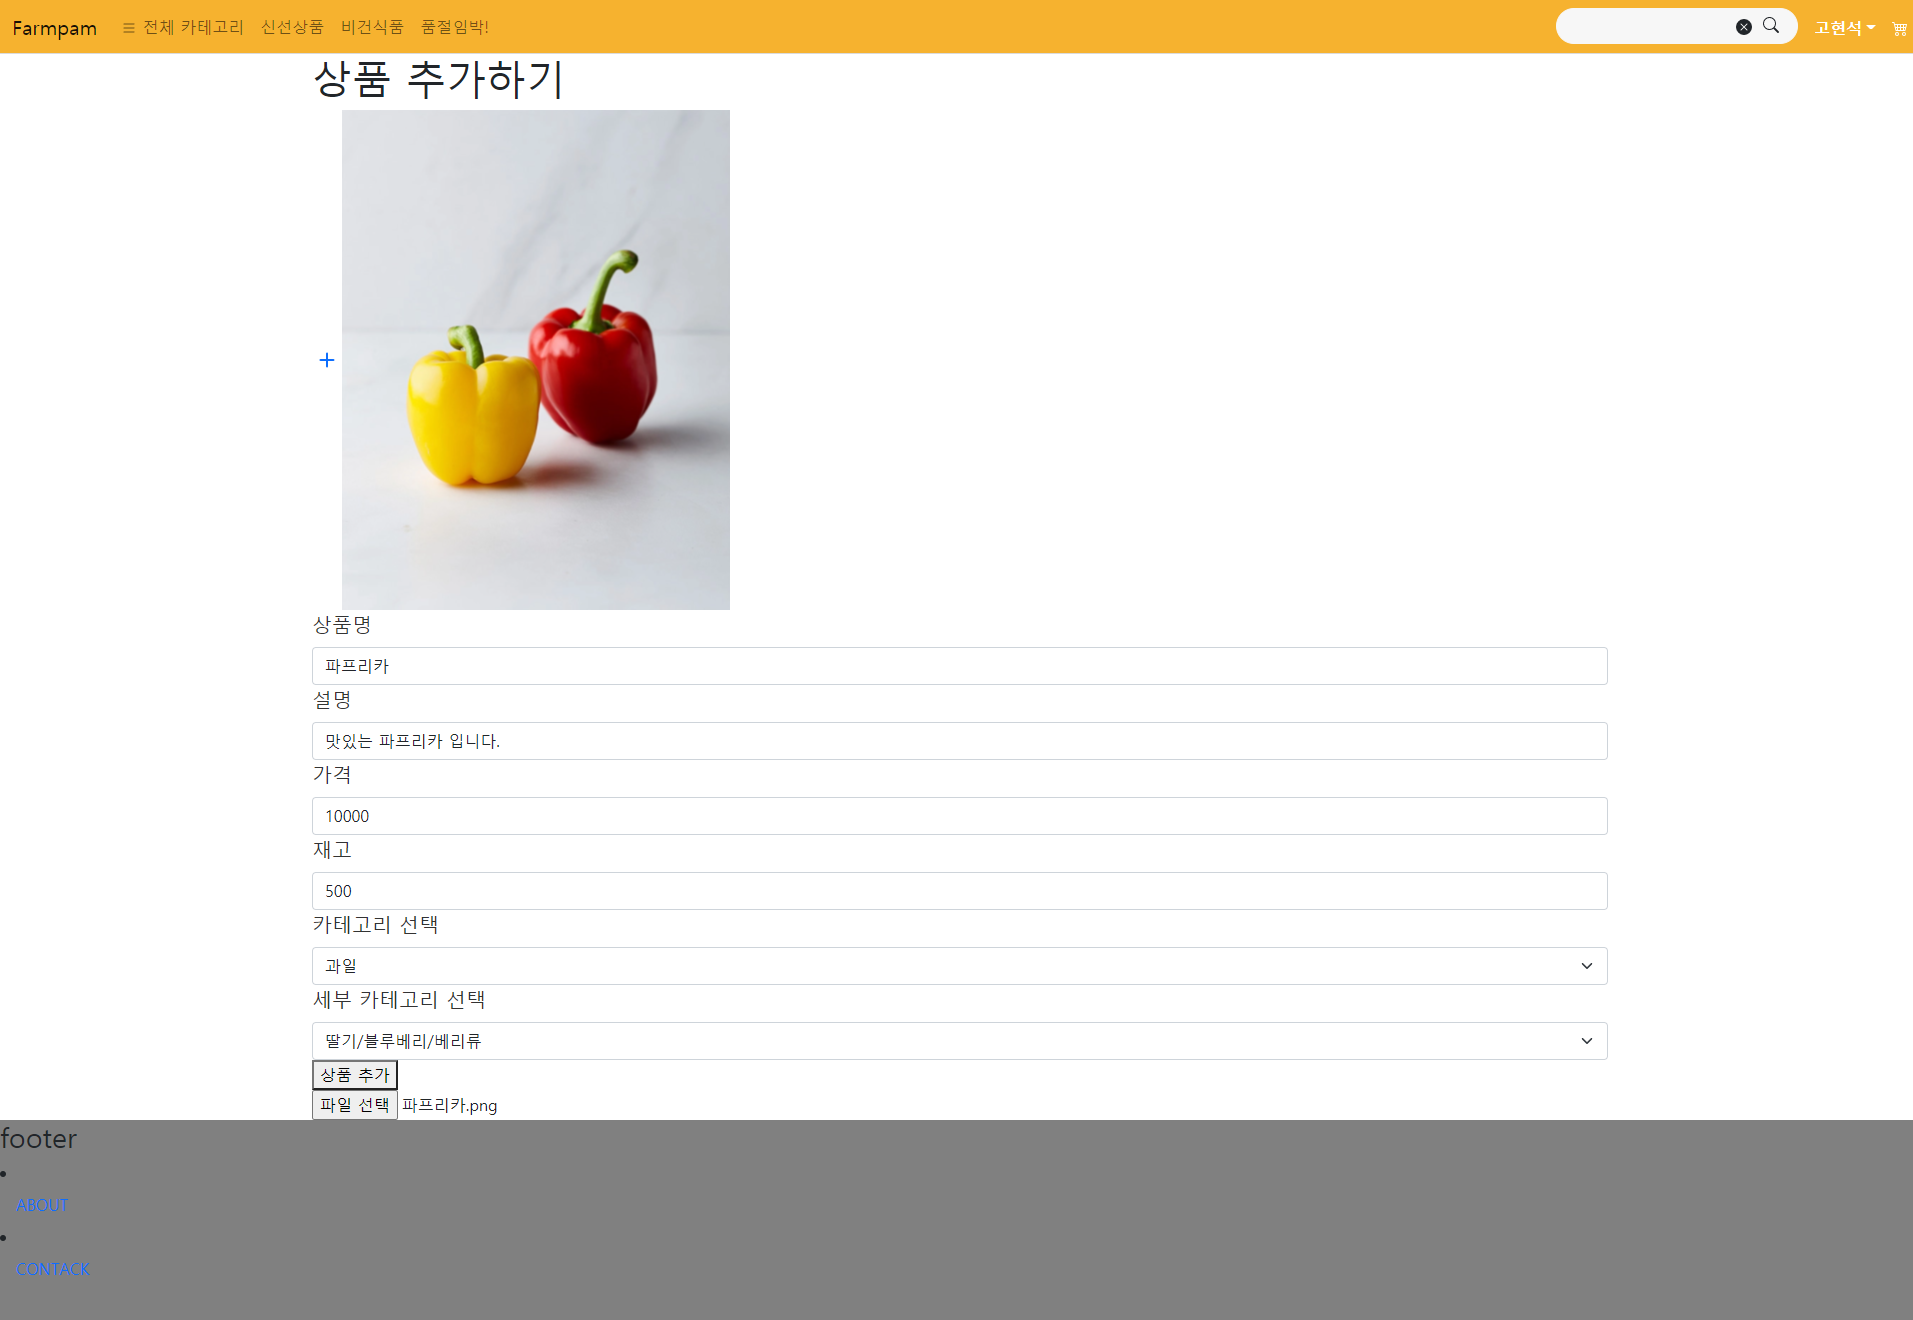 Farmpam 전체 카테고리 신선상품 비건식품 품절임박! 고현석
상품 추가하기
상품명
파프리카
설명
맛있는 파프리카 입니다.
가격
10000
재고
500
카테고리 선택
과일
세부 카테고리 선택
딸기/블루베리/베리류
상품 추가
파일 선택 파프리카.png
footer
ABOUT
CONTACK